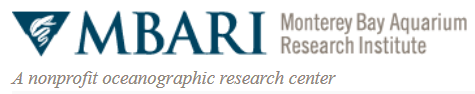 MBARI Monterey Bay Aquarium
Research Institute
A nonprofit oceanographic research center